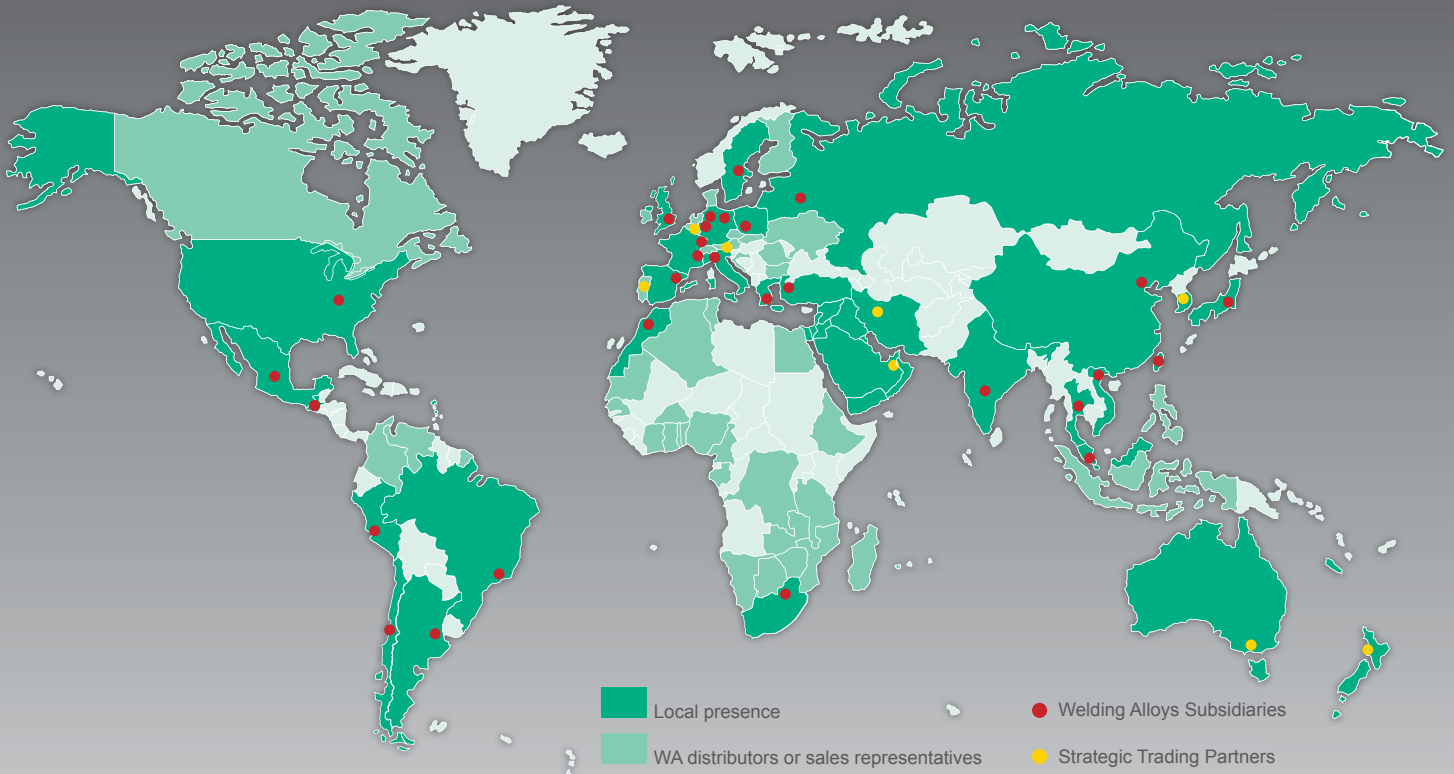 Local presence
WA distributors or sales representatives
Welding Alloys Subsidiaries
Strategic Trading Partners